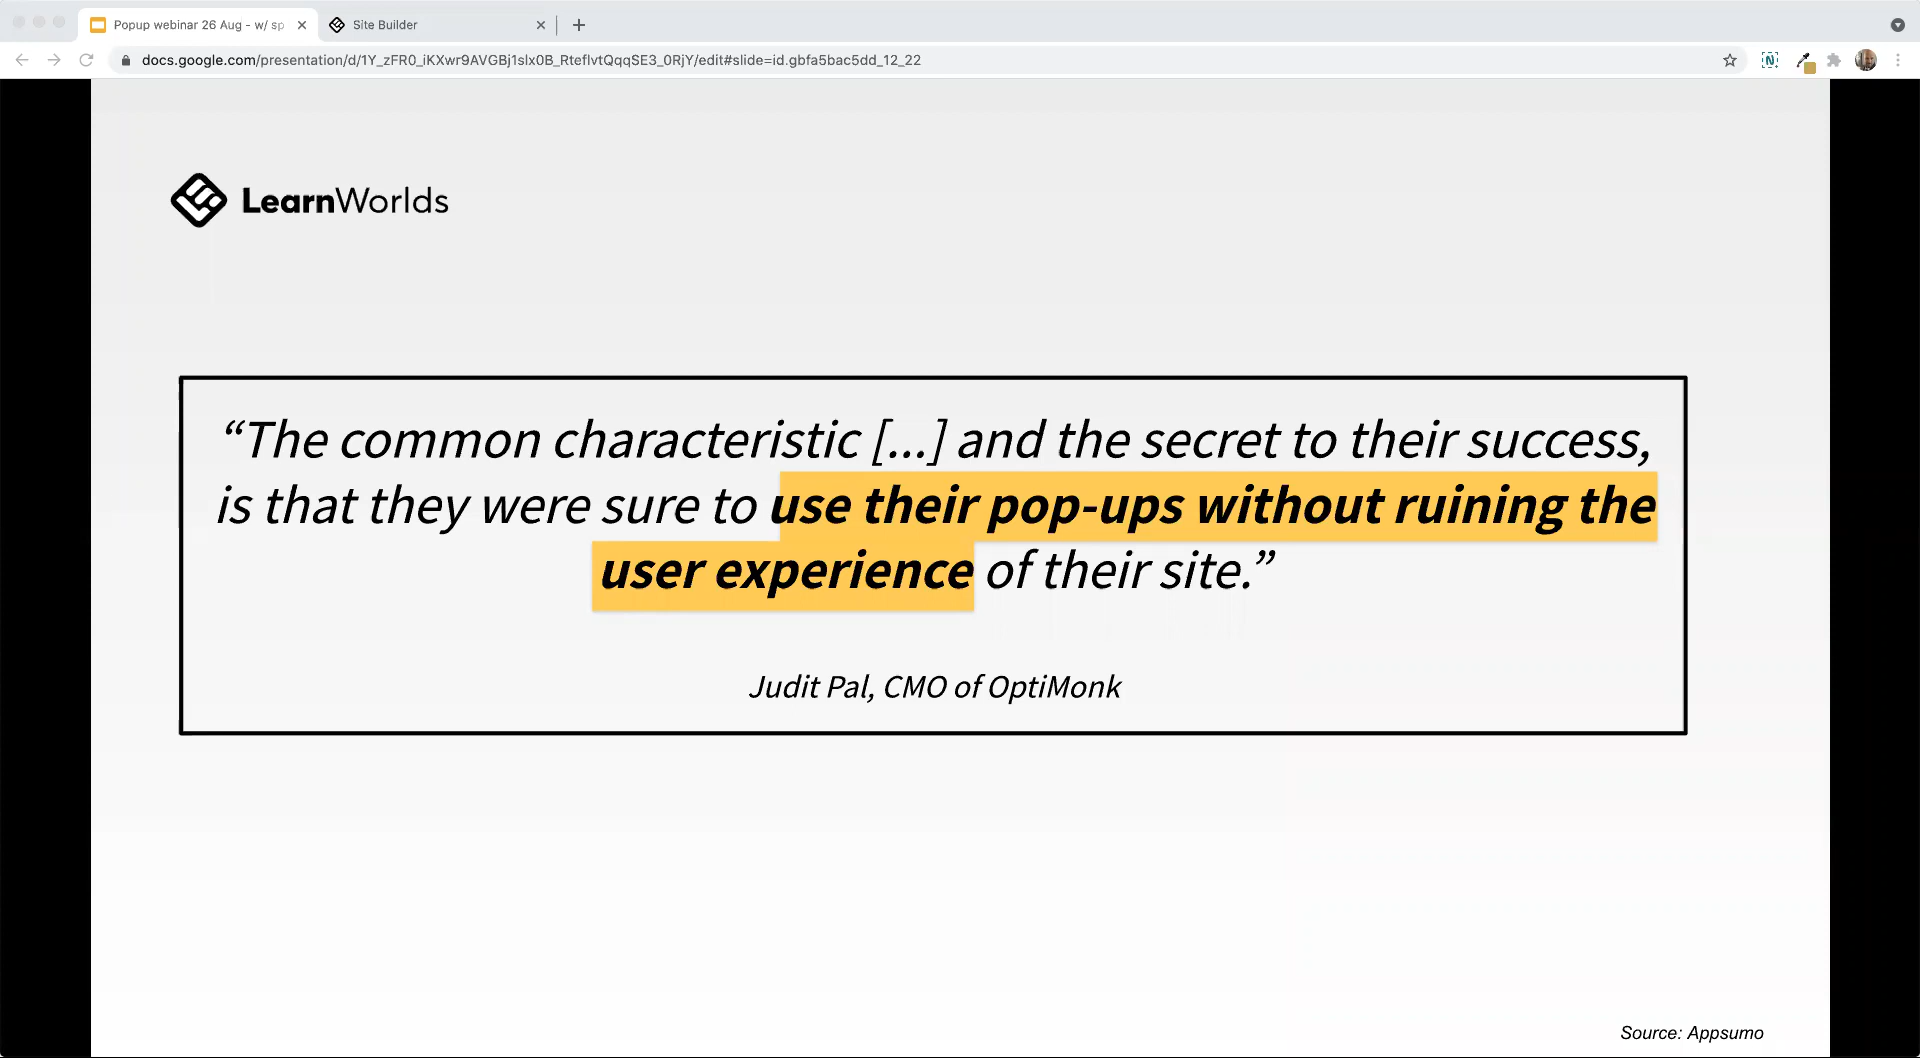 Popup webinar 26 Aug - w/ sp
Site Builder
docs.google.com/presentation/d/1Y_zFR0_iKXwr9AVGBj1slx0B_RteflvtQqqSE3_0RjY/edit#slide=id.gbfa5bac5dd_12_22
LearnWorlds
“The common characteristic [...] and the secret to their success,
is that they were sure to use their pop-ups without ruining the
user experience of their site.”
Judit Pal, CMO of OptiMonk
Source: Appsumo